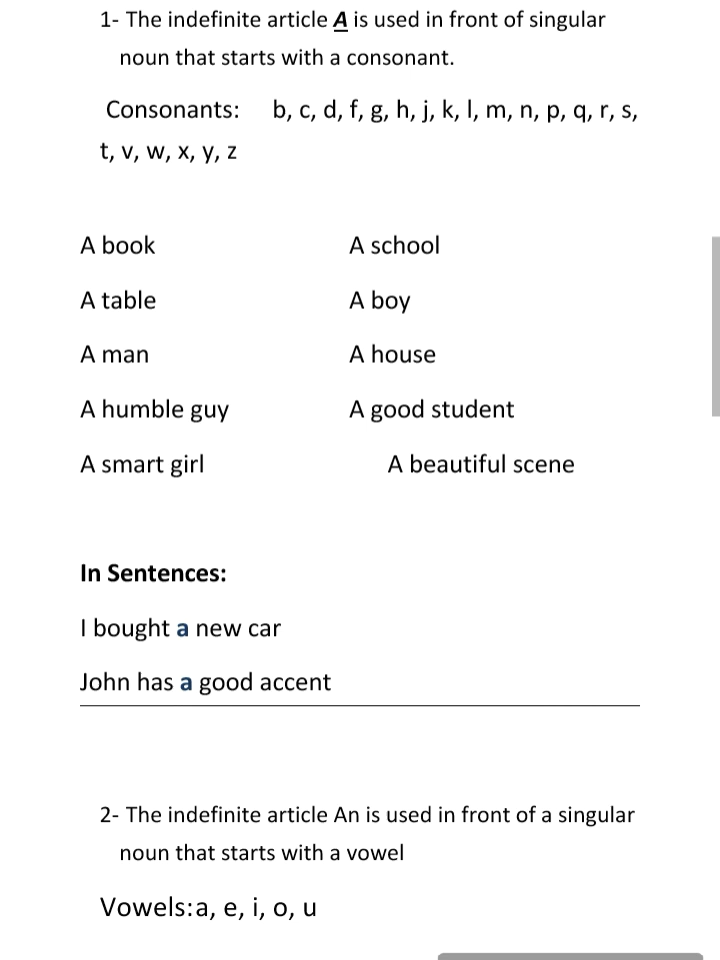 1- The indefinite article A is used in front of singular
noun that starts with a consonant.
Consonants: b, c, d, f, g, h, j, k, l, m, n, p, q, r, s,
t, v, w, x, y, z
A book A school
A table A boy
A man A house
A humble guy A good student
A smart girl A beautiful scene
In Sentences:
I bought a new car
John has a good accent
2- The indefinite article An is used in front of a singular
noun that starts with a vowel
Vowels:a, e, i, o, u